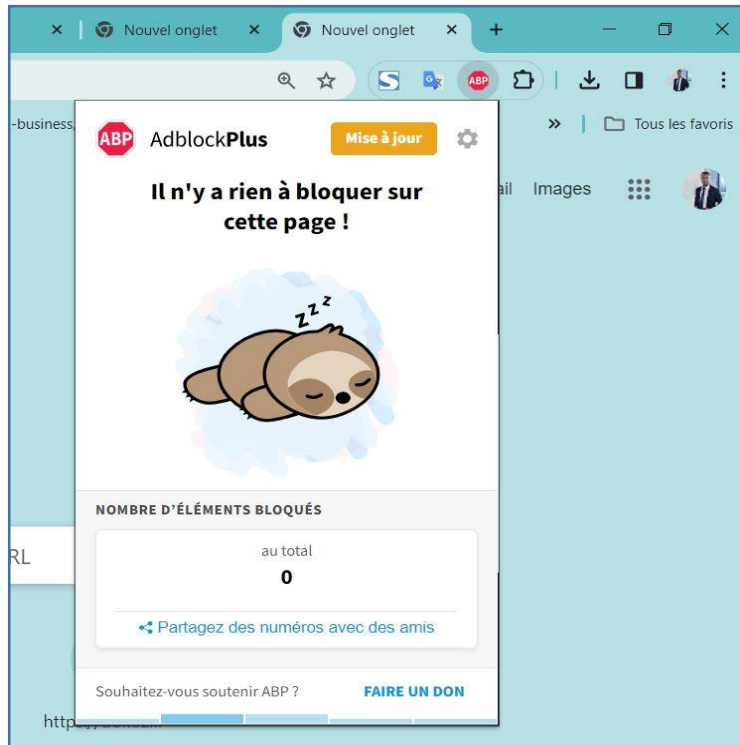 Nouvel onglet
Nouvel onglet
ABP
-business,
Tous les favoris
ABP
AdblockPlus
Mise à jour
Images
Il n'y a rien à bloquer sur
cette page !
z z z
NOMBRE D'ÉLÉMENTS BLOQUÉS
au total
0
RL
Partagez des numéros avec des amis
Souhaitez-vous soutenir ABP ?
FAIRE UN DON